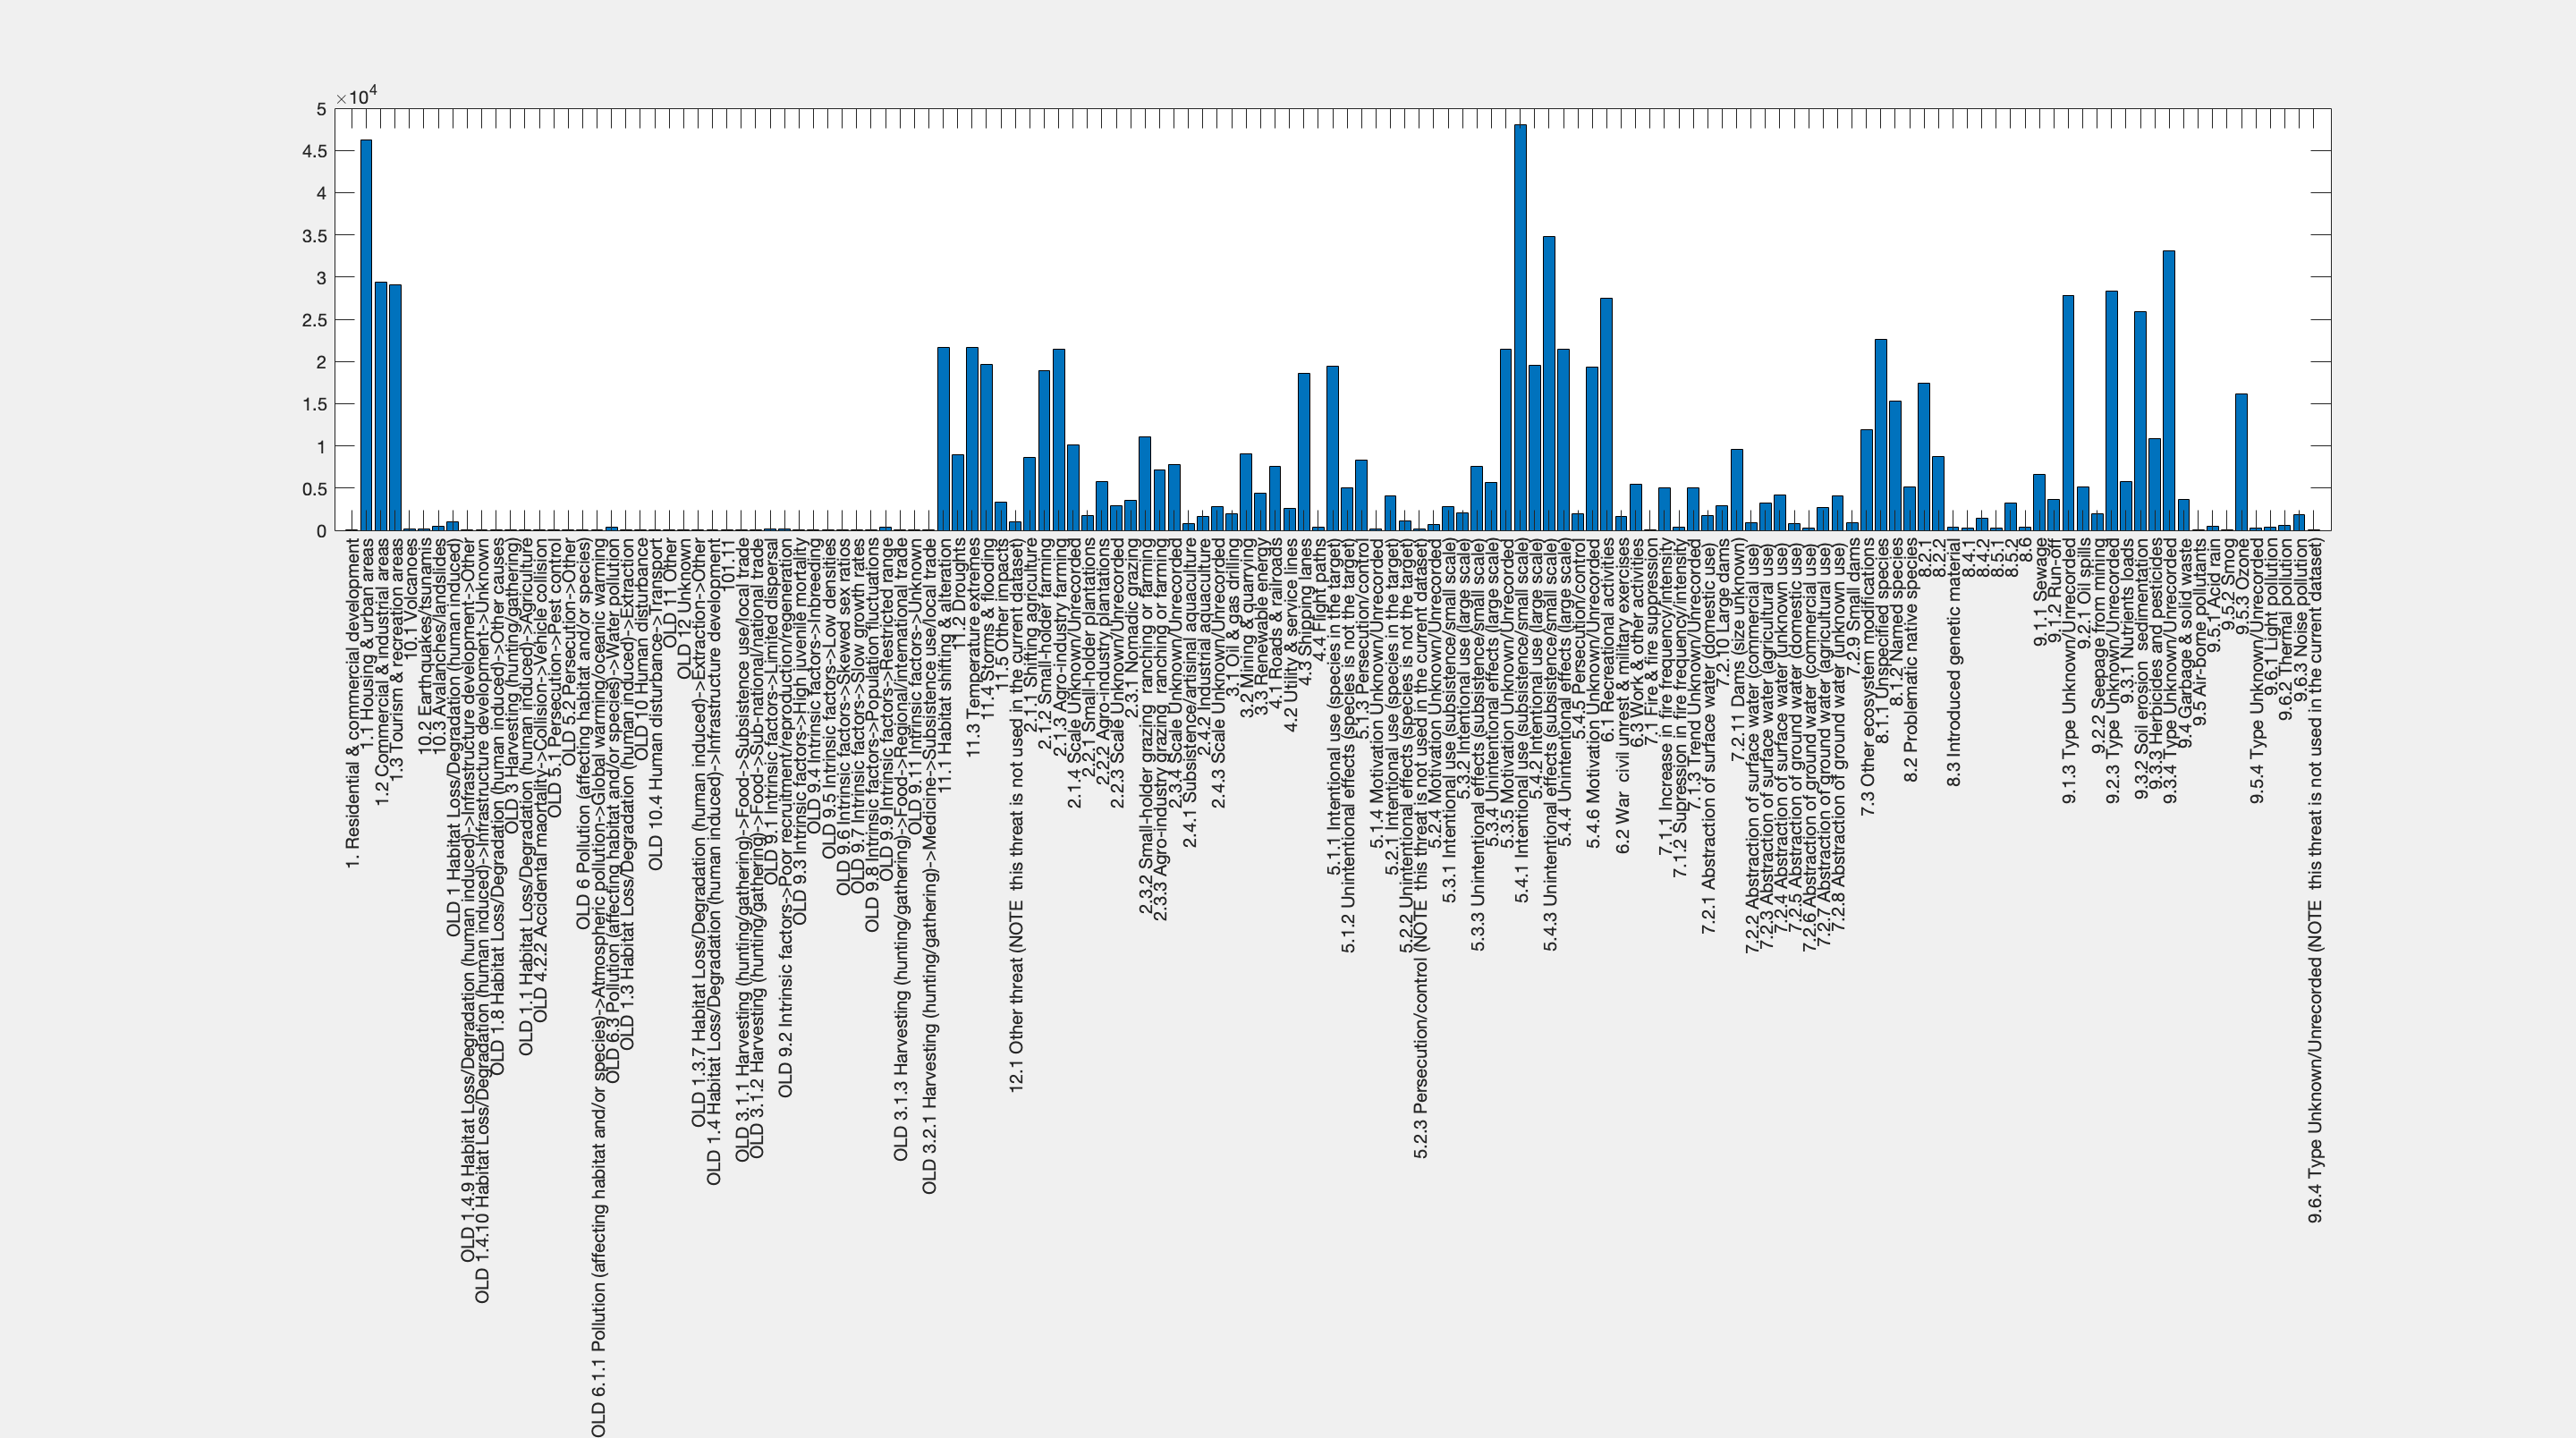 ×10⁴
5
4.5
4
3.5
3
2.5
2
1.5
1
0.5
0
1. Residential & commercial development
1.1 Housing & urban areas
1.2 Commercial & industrial areas
1.3 Tourism & recreation areas
10.1 Volcanoes
10.2 Earthquakes/tsunamis
10.3 Avalanches/landslides
OLD 1 Habitat Loss/Degradation (human induced)
OLD 1.4.9 Habitat Loss/Degradation (human induced)->Infrastructure development->Other
OLD 1.4.10 Habitat Loss/Degradation (human induced)->Infrastructure development->Unknown
OLD 1.8 Habitat Loss/Degradation (human induced)->Other causes
OLD 3 Harvesting (hunting/gathering)
OLD 1.1 Habitat Loss/Degradation (human induced)->Agriculture
OLD 4.2.2 Accidental maortality->Collision->Vehicle collision
OLD 5.1 Persecution->Pest control
OLD 5.2 Persecution->Other
OLD 6 Pollution (affecting habitat and/or species)
OLD 6.1.1 Pollution (affecting habitat and/or species)->Atmospheric pollution->Global warming/oceanic warming
OLD 6.3 Pollution (affecting habitat and/or species)->Water pollution
OLD 1.3 Habitat Loss/Degradation (human induced)->Extraction
OLD 10 Human disturbance
OLD 10.4 Human disturbance->Transport
OLD 11 Other
OLD 12 Unknown
OLD 1.3.7 Habitat Loss/Degradation (human induced)->Extraction->Other
OLD 1.4 Habitat Loss/Degradation (human induced)->Infrastructure development
101.11
OLD 3.1.1 Harvesting (hunting/gathering)->Food->Subsistence use/local trade
OLD 3.1.2 Harvesting (hunting/gathering)->Food->Sub-national/national trade
OLD 9.1 Intrinsic factors->Limited dispersal
OLD 9.2 Intrinsic factors->Poor recruitment/reproduction/regeneration
OLD 9.3 Intrinsic factors->High juvenile mortality
OLD 9.4 Intrinsic factors->Inbreeding
OLD 9.5 Intrinsic factors->Low densities
OLD 9.6 Intrinsic factors->Skewed sex ratios
OLD 9.7 Intrinsic factors->Slow growth rates
OLD 9.8 Intrinsic factors->Population fluctuations
OLD 9.9 Intrinsic factors->Restricted range
OLD 3.1.3 Harvesting (hunting/gathering)->Food->Regional/international trade
OLD 9.11 Intrinsic factors->Unknown
OLD 3.2.1 Harvesting (hunting/gathering)->Medicine->Subsistence use/local trade
11.1 Habitat shifting & alteration
11.2 Droughts
11.3 Temperature extremes
11.4 Storms & flooding
11.5 Other impacts
12.1 Other threat (NOTE this threat is not used in the current dataset)
2.1.1 Shifting agriculture
2.1.2 Small-holder farming
2.1.3 Agro-industry farming
2.1.4 Scale Unknown/Unrecorded
2.2.1 Small-holder plantations
2.2.2 Agro-industry plantations
2.2.3 Scale Unknown/Unrecorded
2.3.1 Nomadic grazing
2.3.2 Small-holder grazing ranching or farming
2.3.3 Agro-industry grazing ranching or farming
2.3.4 Scale Unknown/Unrecorded
2.4.1 Subsistance/artisinal aquaculture
2.4.2 Industrial aquaculture
2.4.3 Scale Unknown/Unrecorded
3.1 Oil & gas drilling
3.2 Mining & quarrying
3.3 Renewable energy
4.1 Roads & railroads
4.2 Utility & service lines
4.3 Shipping lanes
4.4 Flight paths
5.1.1 Intentional use (species in the target)
5.1.2 Unintentional effects (species is not the target)
5.1.3 Persecution/control
5.1.4 Motivation Unknown/Unrecorded
5.2.1 Intentional use (species in the target)
5.2.2 Unintentional effects (species is not the target)
5.2.3 Persecution/control (NOTE this threat is not used in the current dataset)
5.2.4 Motivation Unknown/Unrecorded
5.3.1 Intentional use (subsistence/small scale)
5.3.2 Intentional use (large scale)
5.3.3 Unintentional effects (subsistence/small scale)
5.3.4 Unintentional effects (large scale)
5.3.5 Motivation Unknown/Unrecorded
5.4.1 Intentional use (subsistence/small scale)
5.4.2 Intentional use (large scale)
5.4.3 Unintentional effects (subsistence/small scale)
5.4.4 Unintentional effects (large scale)
5.4.5 Persecution/control
5.4.6 Motivation Unknown/Unrecorded
6.1 Recreational activities
6.2 War civil unrest & military exercises
6.3 Work & other activities
7.1 Fire & fire suppression
7.1.1 Increase in fire frequency/intensity
7.1.2 Supression in fire frequency/intensity
7.1.3 Trend Unknown/Unrecorded
7.2.1 Abstraction of surface water (domestic use)
7.2.10 Large dams
7.2.11 Dams (size unknown)
7.2.2 Abstraction of surface water (commercial use)
7.2.3 Abstraction of surface water (agricultural use)
7.2.4 Abstraction of surface water (unknown use)
7.2.5 Abstraction of ground water (domestic use)
7.2.6 Abstraction of ground water (commercial use)
7.2.7 Abstraction of ground water (agricultural use)
7.2.8 Abstraction of ground water (unknown use)
7.2.9 Small dams
7.3 Other ecosystem modifications
8.1.1 Unspecified species
8.1.2 Named species
8.2 Problematic native species
8.2.1
8.2.2
8.3 Introduced genetic material
8.4.1
8.4.2
8.5.1
8.5.2
8.6
9.1.1 Sewage
9.1.2 Run-off
9.1.3 Type Unknown/Unrecorded
9.2.1 Oil spills
9.2.2 Seepage from mining
9.2.3 Type Unknown/Unrecorded
9.3.1 Nutrients loads
9.3.2 Soil erosion sedimentation
9.3.3 Herbicides and pesticides
9.3.4 Type Unknown/Unrecorded
9.4 Garbage & solid waste
9.5 Air-borne pollutants
9.5.1 Acid rain
9.5.2 Smog
9.5.3 Ozone
9.5.4 Type Unknown/Unrecorded
9.6.1 Light pollution
9.6.2 Thermal pollution
9.6.3 Noise pollution
9.6.4 Type Unknown/Unrecorded (NOTE this threat is not used in the current dataset)